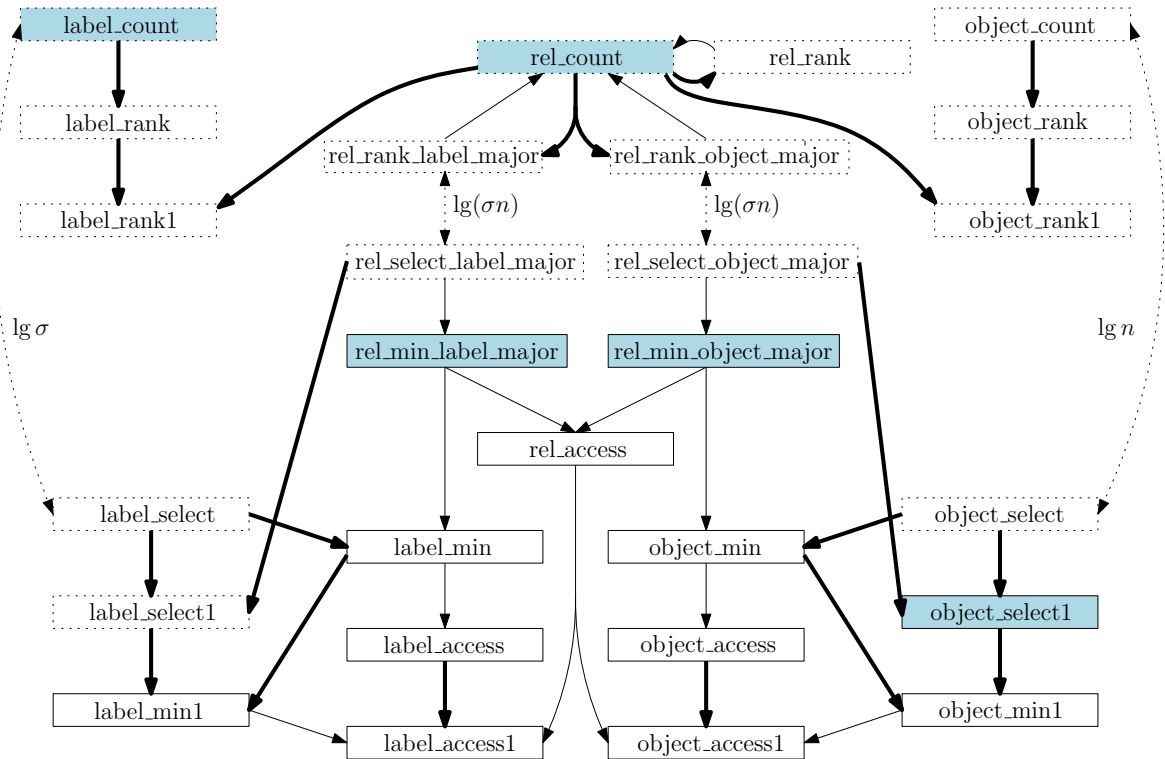 label_count
object_count
rel_count
rel_rank
label_rank
object_rank
rel_rank_label_major
rel_rank_object_major
lg(σn)
lg(σn)
label_rank1
object_rank1
rel_select_label_major
rel_select_object_major
lg σ
lg n
rel_min_label_major
rel_min_object_major
rel_access
label_select
object_select
label_min
object_min
label_select1
object_select1
label_access
object_access
label_min1
object_min1
label_access1
object_access1